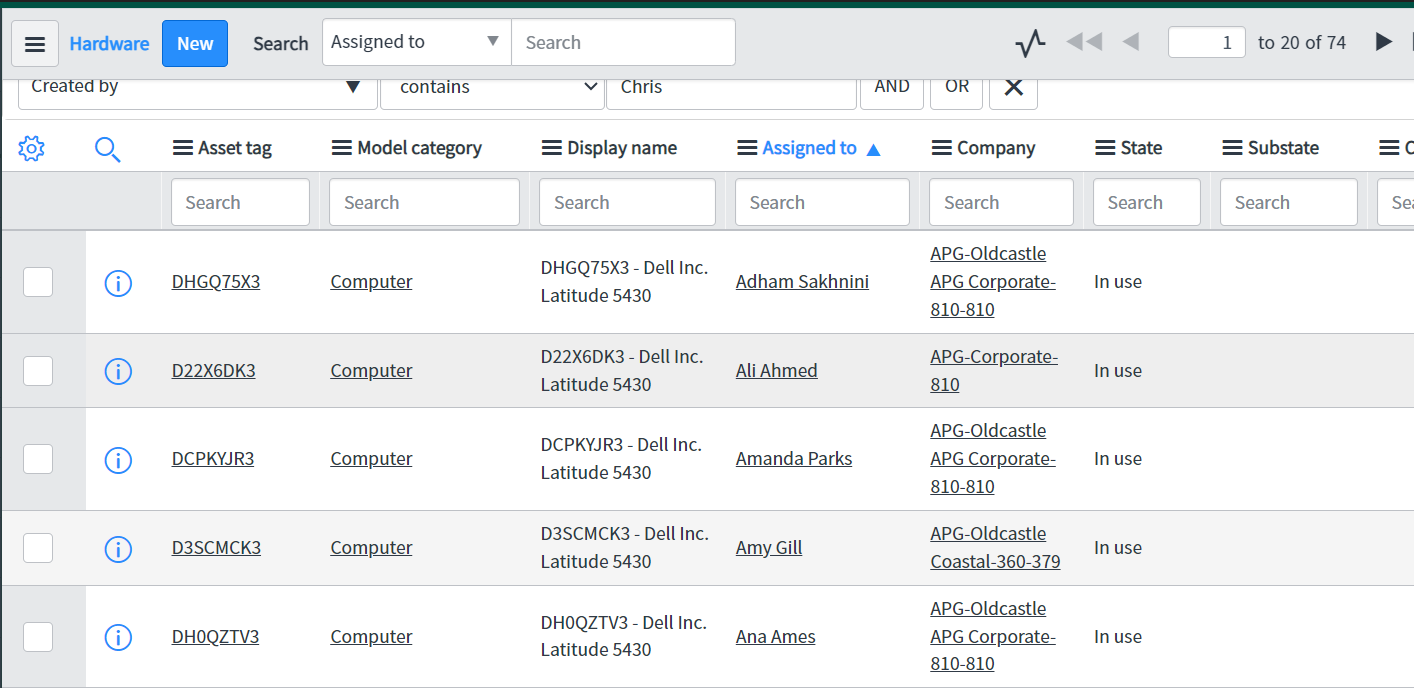 Hardware New Search Assigned to Search 1 to 20 of 74
Created by contains Chris AND OR
Asset tag Model category Display name Assigned to Company State Substate
Search Search Search Search Search Search Search
DHGQ75X3 Computer DHGQ75X3 - Dell Inc. Latitude 5430 Adham Sakhnini APG-Oldcastle APG Corporate-810-810 In use
D22X6DK3 Computer D22X6DK3 - Dell Inc. Latitude 5430 Ali Ahmed APG-Corporate-810 In use
DCPKYJR3 Computer DCPKYJR3 - Dell Inc. Latitude 5430 Amanda Parks APG-Oldcastle APG Corporate-810-810 In use
D3SCMCK3 Computer D3SCMCK3 - Dell Inc. Latitude 5430 Amy Gill APG-Oldcastle Coastal-360-379 In use
DH0QZTV3 Computer DH0QZTV3 - Dell Inc. Latitude 5430 Ana Ames APG-Oldcastle APG Corporate-810-810 In use